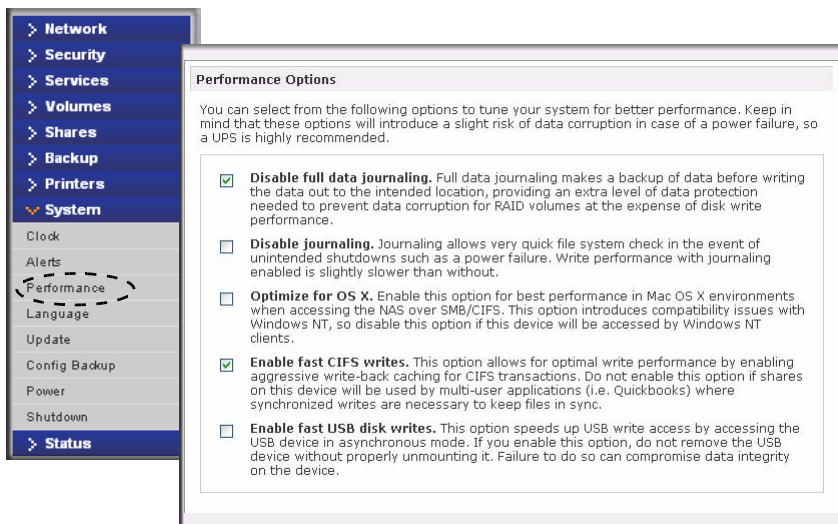 Network
Security
Services
Volumes
Shares
Backup
Printers
System
Clock
Alerts
Performance
Language
Update
Config Backup
Power
Shutdown
Status
Performance Options
You can select from the following options to tune your system for better performance. Keep in
mind that these options will introduce a slight risk of data corruption in case of a power failure, so
a UPS is highly recommended.
Disable full data journaling. Full data journaling makes a backup of data before writing
the data out to the intended location, providing an extra level of data protection
needed to prevent data corruption for RAID volumes at the expense of disk write
performance.
Disable journaling. Journaling allows very quick file system check in the event of
unintended shutdowns such as a power failure. Write performance with journaling
enabled is slightly slower than without.
Optimize for OS X. Enable this option for best performance in Mac OS X environments
when accessing the NAS over SMB/CIFS. This option introduces compatibility issues with
Windows NT, so disable this option if this device will be accessed by Windows NT
clients.
Enable fast CIFS writes. This option allows for optimal write performance by enabling
aggressive write-back caching for CIFS transactions. Do not enable this option if shares
on this device will be used by multi-user applications (i.e. Quickbooks) where
synchronized writes are necessary to keep files in sync.
Enable fast USB disk writes. This option speeds up USB write access by accessing the
USB device in asynchronous mode. If you enable this option, do not remove the USB
device without properly unmounting it. Failure to do so can compromise data integrity
on the device.